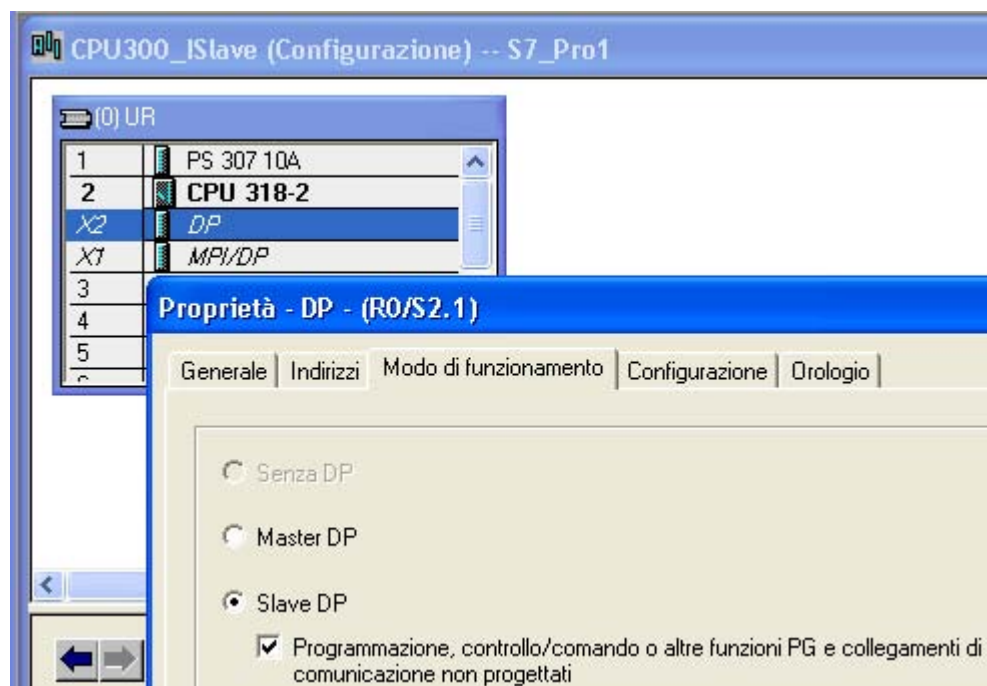 CPU300_ISlave (Configurazione) -- S7_Pro1
(0) UR
1 PS 307 10A
2 CPU 318-2
X2 DP
X1 MPI/DP
3
4
5
Proprietà - DP - (R0/S2.1)
Generale Indirizzi Modo di funzionamento Configurazione Orologio
Senza DP
Master DP
Slave DP
Programmazione, controllo/comando o altre funzioni PG e collegamenti di
comunicazione non progettati